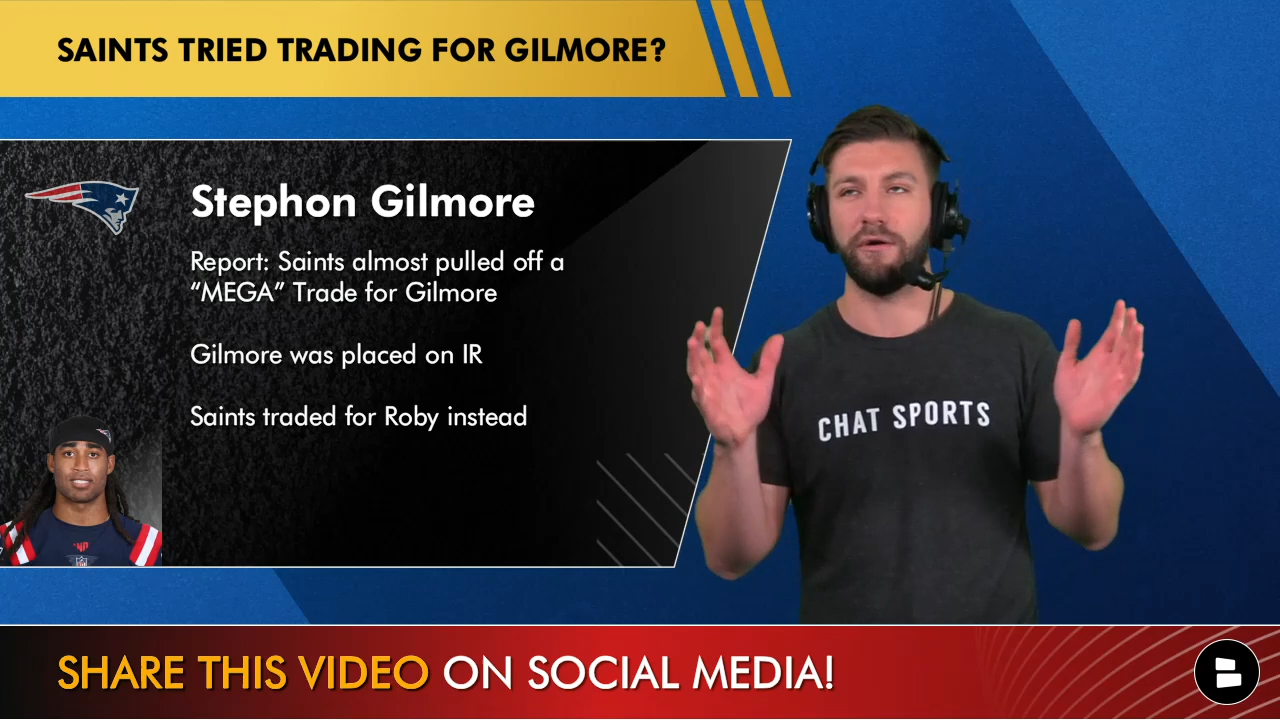 SAINTS TRIED TRADING FOR GILMORE?
Stephon Gilmore
Report: Saints almost pulled off a
“MEGA” Trade for Gilmore
Gilmore was placed on IR
Saints traded for Roby instead
CHAT SPORTS
SHARE THIS VIDEO ON SOCIAL MEDIA!